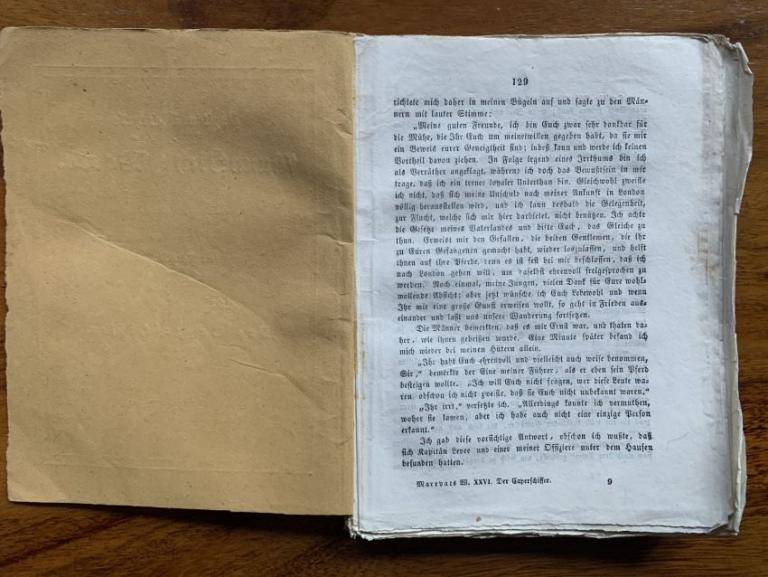 129
richtete mich daher in meinen Bügeln auf und sagte zu den Män-
nern mit lauter Stimme:
„Meine guten Freunde, ich bin Euch zwar sehr dankbar für
die Mühe, die Ihr Euch um meinetwillen gegeben habt, da sie mir
ein Beweis eurer Geneigtheit sind; indeß kann und werde ich keinen
Vortheil davon ziehen. In Folge irgend eines Irrthums bin ich
als Verräther angeklagt, während ich doch das Bewußtsein in mir
trage, daß ich ein treuer loyaler Unterthan bin. Gleichwohl zweifle
ich nicht, daß sich meine Unschuld nach meiner Ankunft in London
völlig herausstellen wird, und ich kann deshalb die Gelegenheit,
zur Flucht, welche sich mir hier darbietet, nicht benützen. Ich achte
die Gesetze meines Vaterlandes und bitte Euch, das Gleiche zu
thun. Erweist mir den Gefallen, die beiden Gentlemen, die Ihr
zu Euren Gefangenen gemacht habt, wieder loszulassen, und helft
ihnen auf ihre Pferde, denn es ist fest bei mir beschlossen, daß ich
nach London gehen will, um daselbst ehrenvoll freigesprochen zu
werden. Noch einmal, meine Jungen, vielen Dank für Eure wohl-
wollende Absicht; aber jetzt wünsche ich Euch Lebewohl und wenn
Ihr mir eine große Gunst erweisen wollt, so geht in Frieden aus-
einander und laßt uns unsere Wanderung fortsetzen.
Die Männer bemerkten, daß es mir Ernst war, und thaten da-
her, wie ihnen geheißen wurde. Eine Minute später befand ich
mich wieder bei meinen Hütern allein.
„Ihr habt Euch ehrenvoll und vielleicht auch weise benommen,
Sir,“ bemerkte der Eine meiner Führer, als er eben sein Pferd
besteigen wollte. „Ich will Euch nicht fragen, wer diese Leute wa-
ren, obschon ich nicht zweifle, daß sie Euch nicht unbekannt waren.“
„Ihr irrt,“ versetzte ich. „Allerdings konnte ich vermuthen,
woher sie kamen, aber ich habe auch nicht eine einzige Person
erkannt.“
Ich gab diese vorsichtige Antwort, obschon ich wußte, daß
sich Kapitän Levee und einer meiner Offiziere unter dem Haufen
befunden hatten.
Marryats W. XXVI. Der Caperschiffer. 9